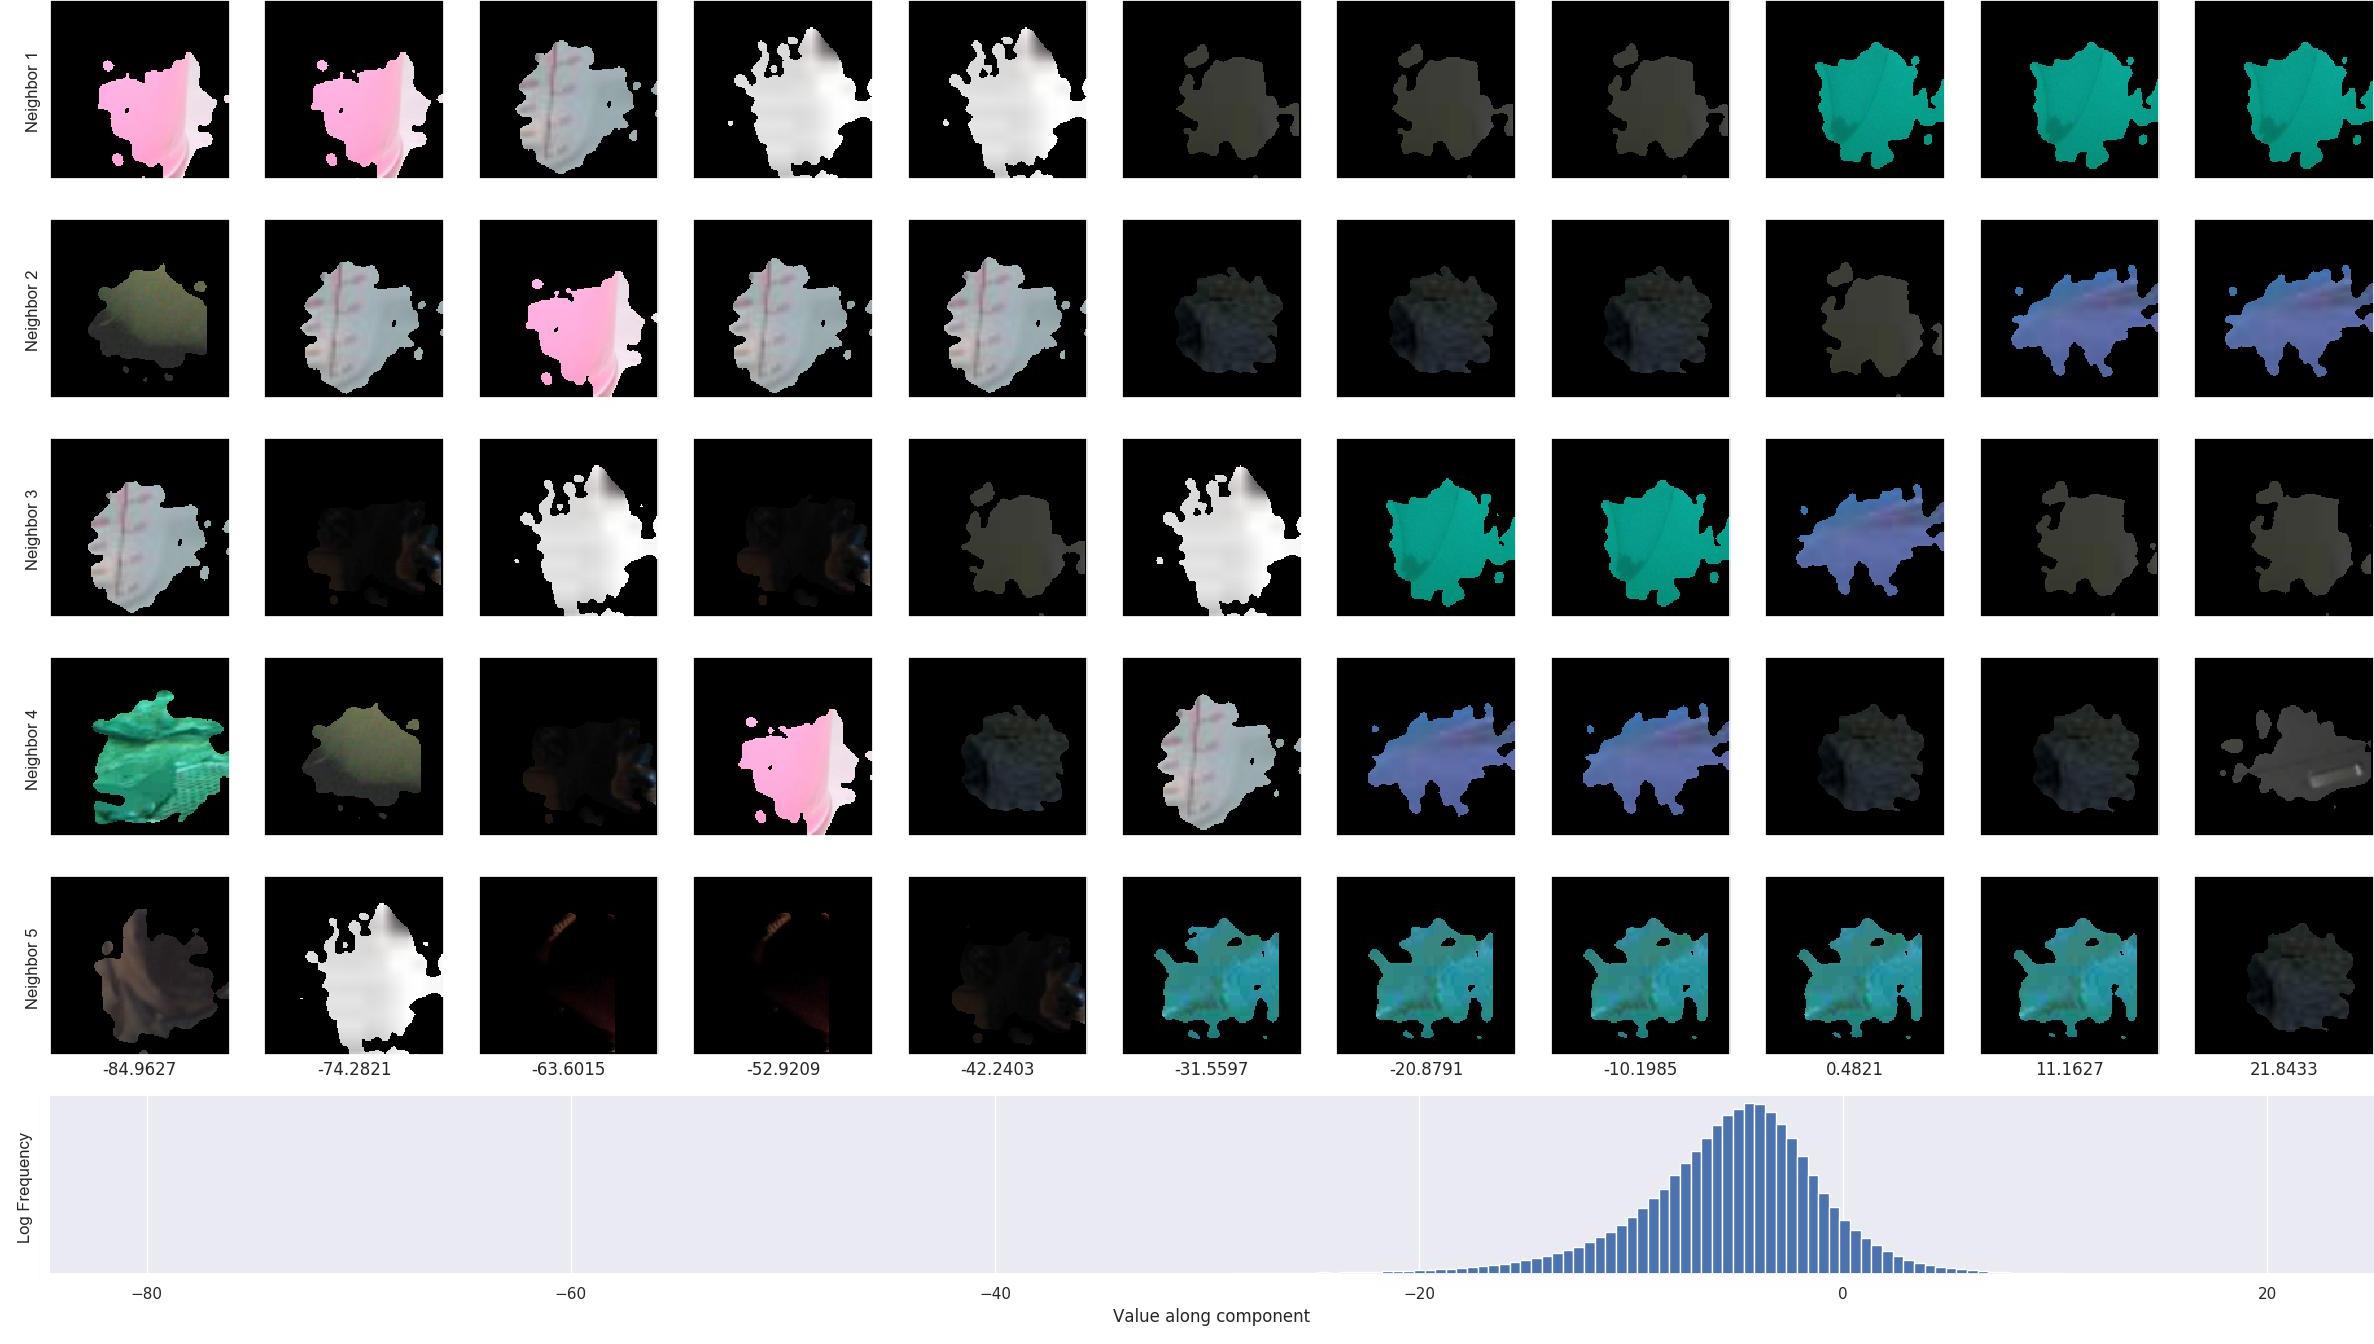 Neighbor 1
Neighbor 2
Neighbor 3
Neighbor 4
Neighbor 5
-84.9627 -74.2821 -63.6015 -52.9209 -42.2403 -31.5597 -20.8791 -10.1985 0.4821 11.1627 21.8433
Log Frequency
−80 −60 −40 −20 0 20
Value along component